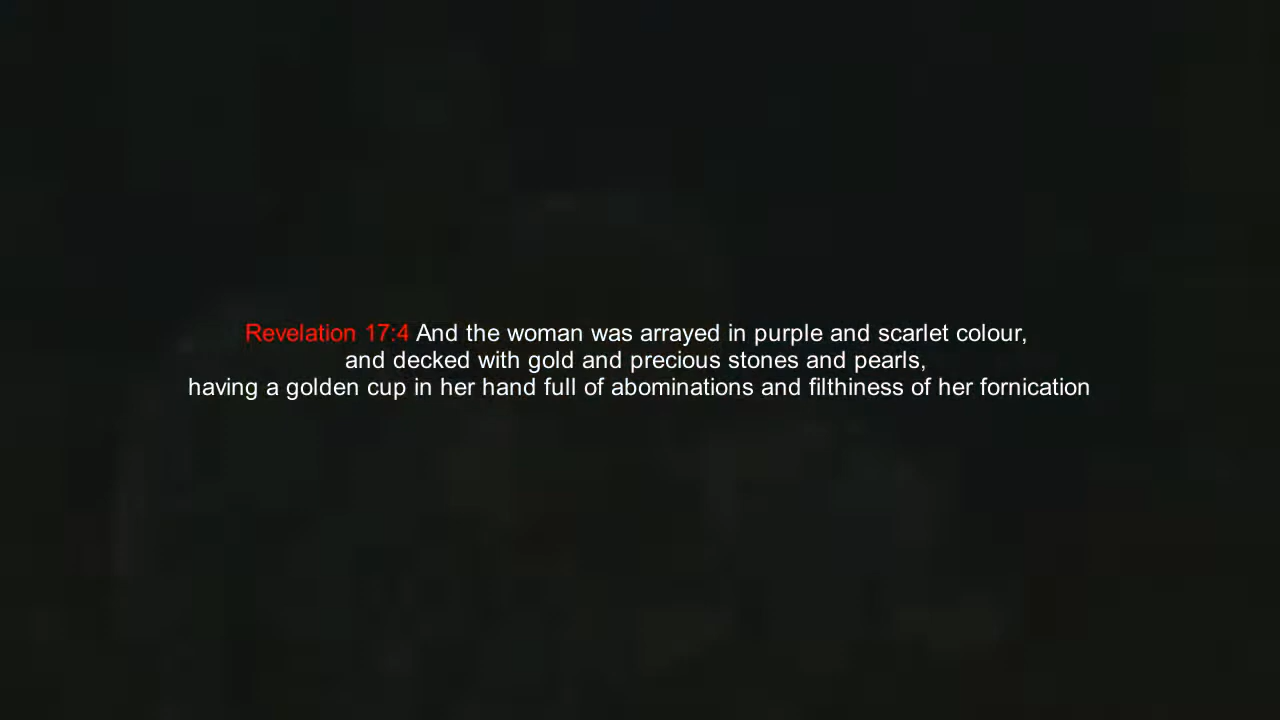 Revelation 17:4 And the woman was arrayed in purple and scarlet colour,
and decked with gold and precious stones and pearls,
having a golden cup in her hand full of abominations and filthiness of her fornication